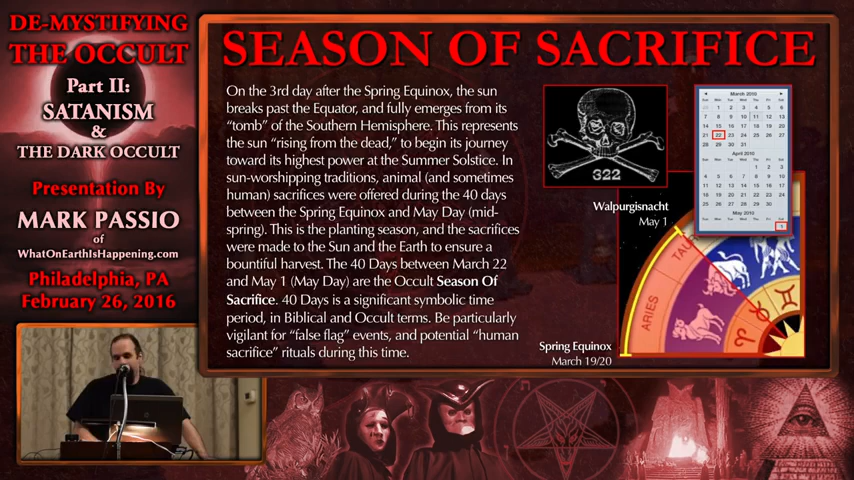 DE-MYSTIFYING
THE OCCULT
Part II:
SATANISM
&
THE DARK OCCULT
Presentation By
MARK PASSIO
of
WhatOnEarthIsHappening.com
Philadelphia, PA
February 26, 2016
SEASON OF SACRIFICE
On the 3rd day after the Spring Equinox, the sun
breaks past the Equator, and fully emerges from its
“tomb” of the Southern Hemisphere. This represents
the sun “rising from the dead,” to begin its journey
toward its highest power at the Summer Solstice. In
sun-worshipping traditions, animal (and sometimes
human) sacrifices were offered during the 40 days
between the Spring Equinox and May Day (mid-
spring). This is the planting season, and the sacrifices
were made to the Sun and the Earth to ensure a
bountiful harvest. The 40 Days between March 22
and May 1 (May Day) are the Occult Season Of
Sacrifice. 40 Days is a significant symbolic time
period, in Biblical and Occult terms. Be particularly
vigilant for “false flag” events, and potential “human
sacrifice” rituals during this time.
322
March 2010
April 2010
May 2010
Walpurgisnacht
May 1
TAU
ARIES
Spring Equinox
March 19/20